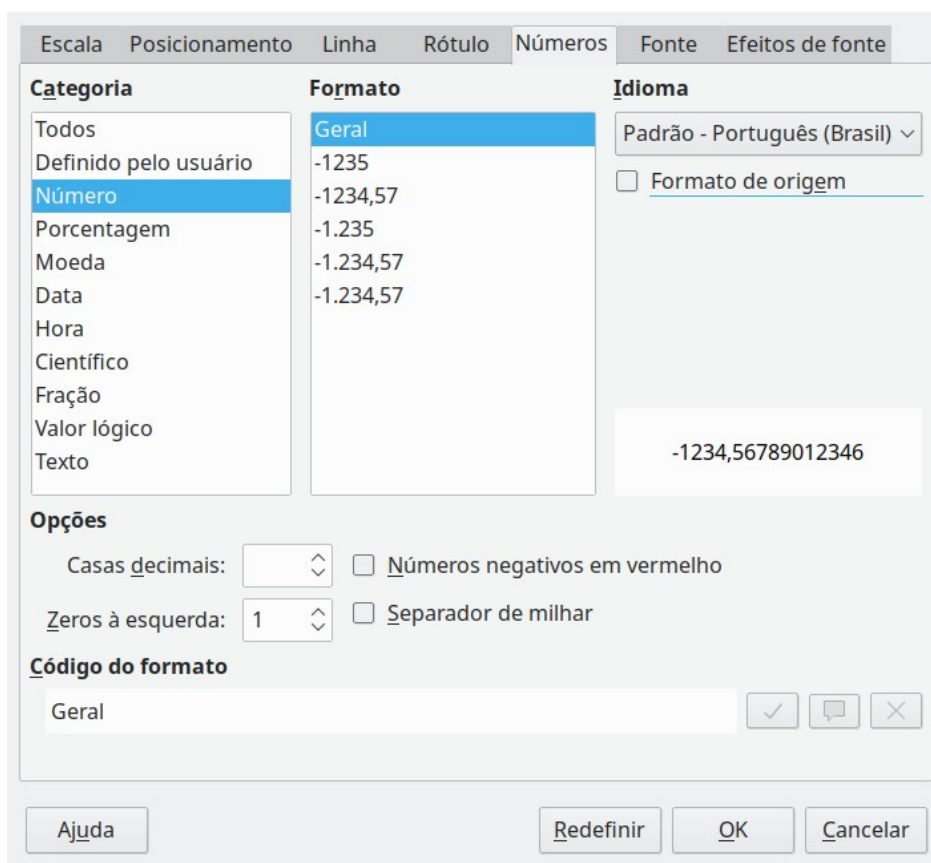 Escala Posicionamento Linha Rótulo Números Fonte Efeitos de fonte
Categoria
Todos
Definido pelo usuário
Número
Porcentagem
Moeda
Data
Hora
Científico
Fração
Valor lógico
Texto
Formato
Geral
-1235
-1234,57
-1.235
-1.234,57
-1.234,57
Idioma
Padrão - Português (Brasil)
Formato de origem
-1234,56789012346
Opções
Casas decimais:
Números negativos em vermelho
Zeros à esquerda: 1
Separador de milhar
Código do formato
Geral
Ajuda Redefinir OK Cancelar